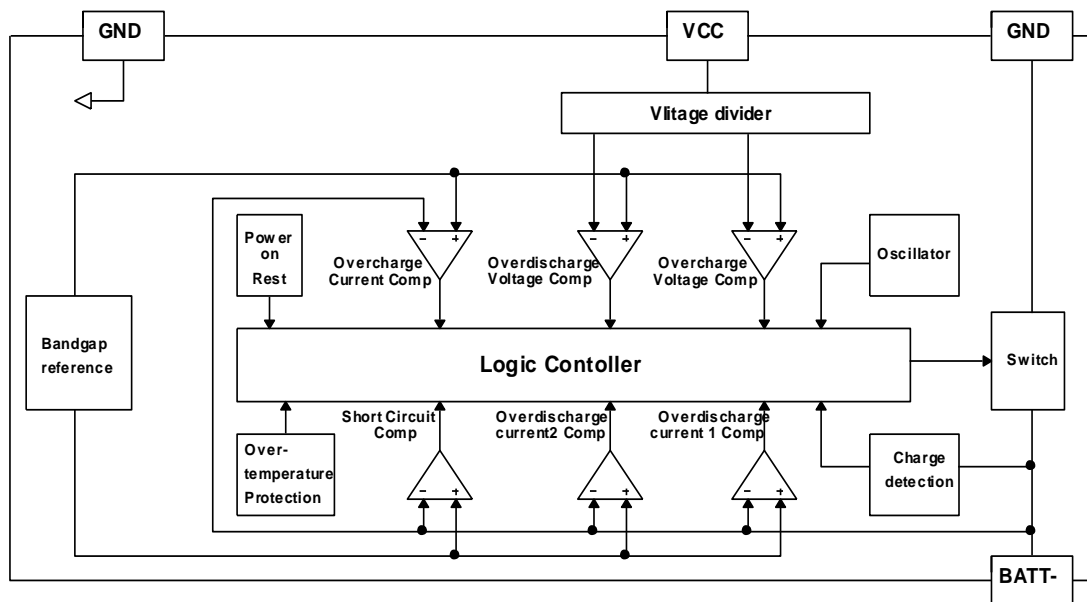 GND
VCC
GND
Vlitage divider
Power
on
Rest
−
+
−
+
−
+
Oscillator
Overcharge
Current Comp
Overdischarge
Voltage Comp
Overcharge
Voltage Comp
Bandgap
reference
Logic Contoller
Switch
Short Circuit
Comp
Overdischarge
current2 Comp
Overdischarge
current 1 Comp
Over-
temperature
Protection
−
+
−
+
−
+
Charge
detection
BATT-